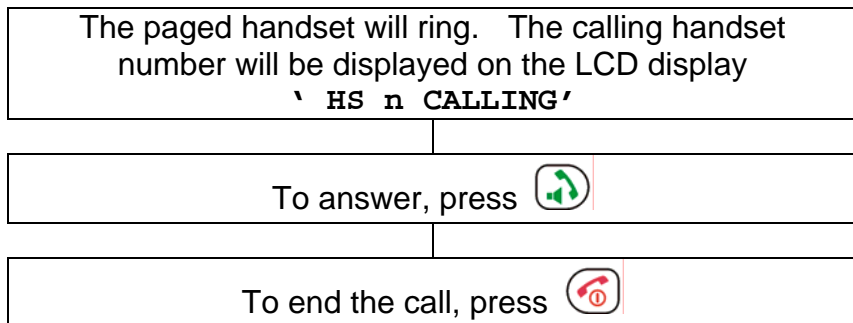 The paged handset will ring. The calling handset
number will be displayed on the LCD display
‘ HS n CALLING’
To answer, press
To end the call, press